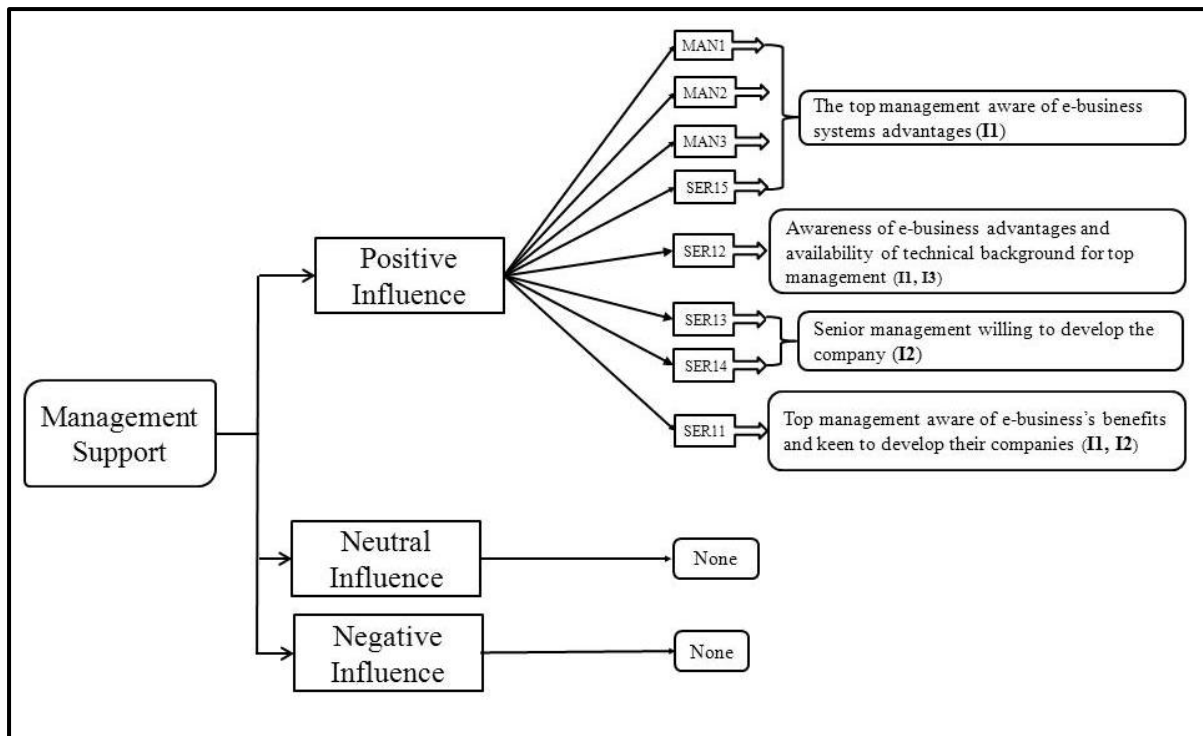 Management
Support
Positive
Influence
MAN1
MAN2
MAN3
SER15
The top management aware of e-business
systems advantages (I1)
SER12
Awareness of e-business advantages and
availability of technical background for top
management (I1, I3)
SER13
SER14
Senior management willing to develop the
company (I2)
SER11
Top management aware of e-business’s benefits
and keen to develop their companies (I1, I2)
Neutral
Influence
None
Negative
Influence
None